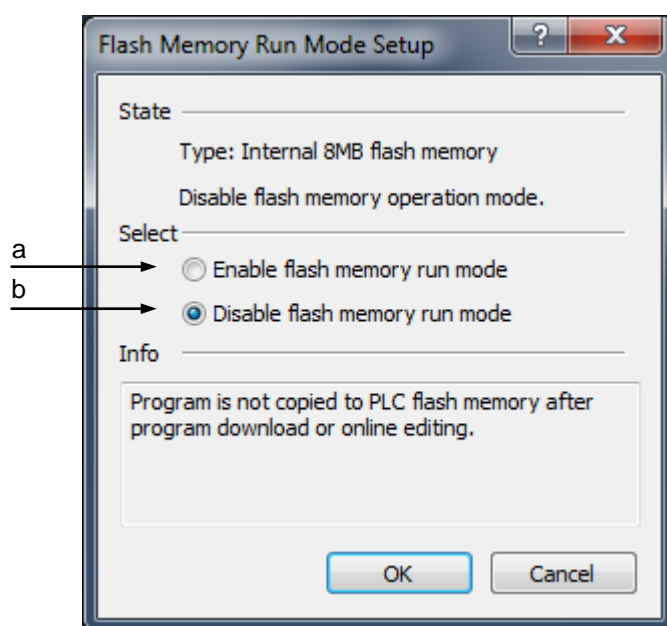 Flash Memory Run Mode Setup
? X
State
Type: Internal 8MB flash memory
Disable flash memory operation mode.
Select
a
Enable flash memory run mode
b
Disable flash memory run mode
Info
Program is not copied to PLC flash memory after
program download or online editing.
OK Cancel